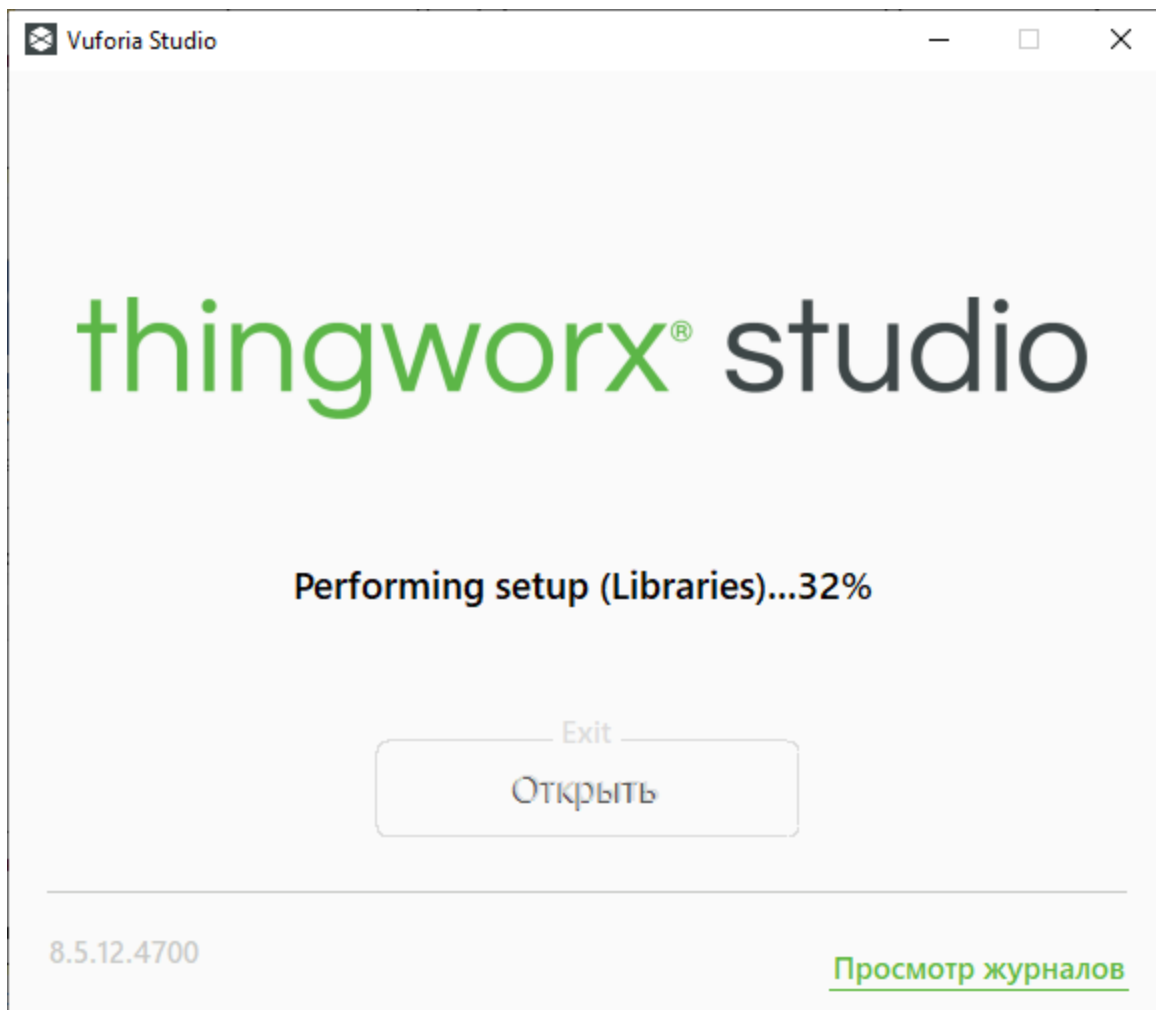 Vuforia Studio
thingworx® studio
Performing setup (Libraries)...32%
Exit
Открыть
8.5.12.4700
Просмотр журналов